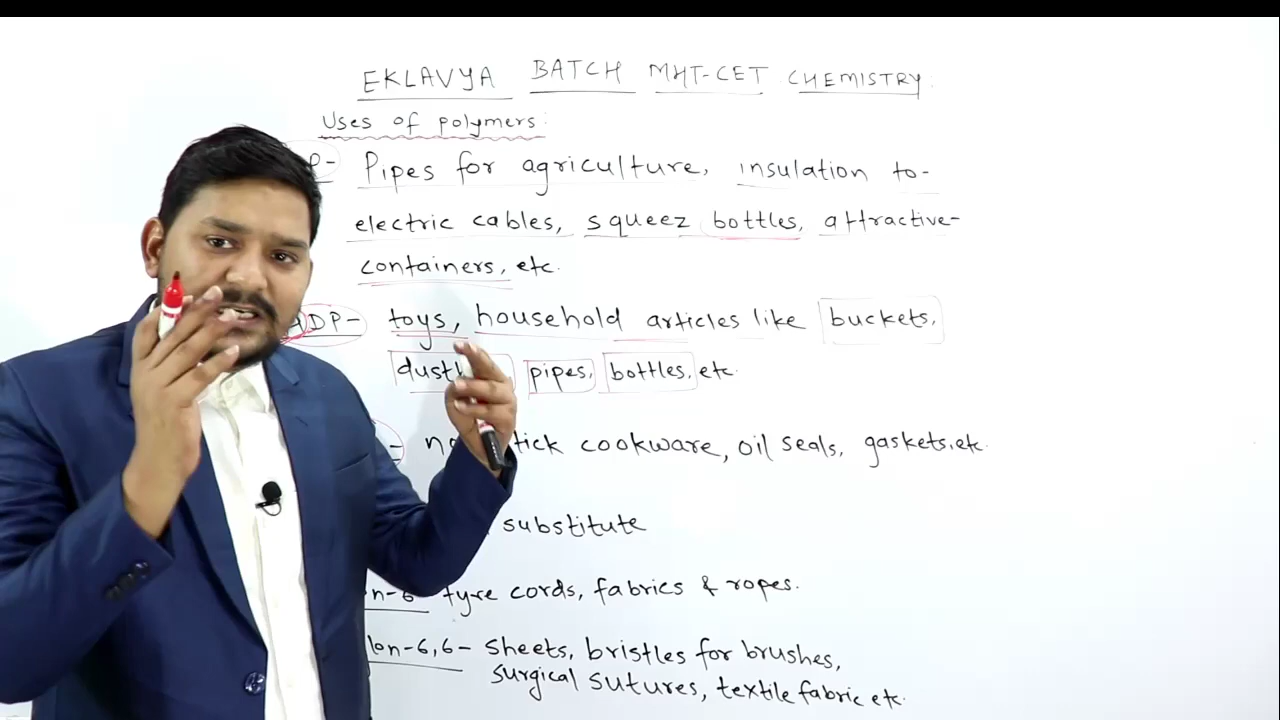 EKLAVYA BATCH MHT-CET CHEMISTRY:
Uses of polymers:
P- Pipes for agriculture, insulation to-
electric cables, squeez bottles, attractive-
containers, etc.
DP- toys, household articles like buckets,
pipes, bottles, etc.
cookware, oil seals, gaskets, etc.
substitute
n-6 tyre cords, fabrics & ropes.
lon-6,6- sheets, bristles for brushes,
surgical sutures, textile fabric etc.